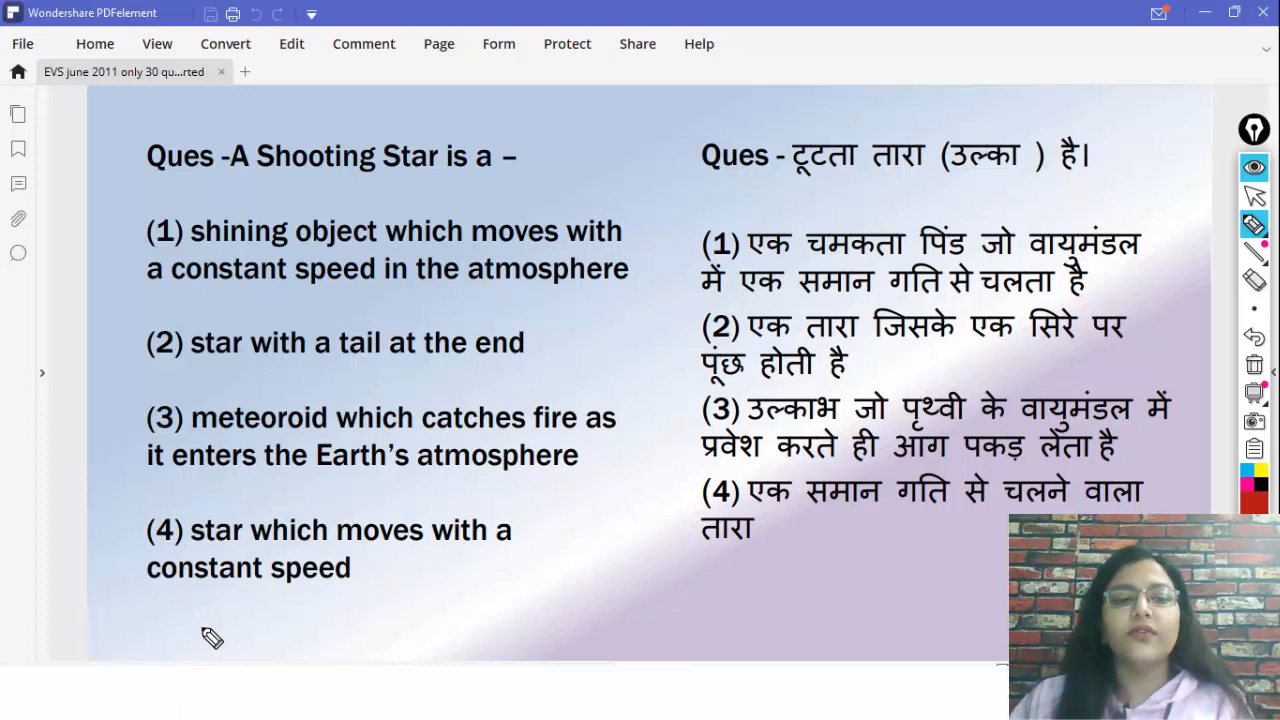 Wondershare PDFelement
File Home View Convert Edit Comment Page Form Protect Share Help
EVS june 2011 only 30 qu...rted
Ques -A Shooting Star is a –
(1) shining object which moves with
a constant speed in the atmosphere
(2) star with a tail at the end
(3) meteoroid which catches fire as
it enters the Earth’s atmosphere
(4) star which moves with a
constant speed
Ques - टूटता तारा (उल्का ) है।
(1) एक चमकता पिंड जो वायुमंडल
में एक समान गति से चलता है
(2) एक तारा जिसके एक सिरे पर
पूंछ होती है
(3) उल्काभ जो पृथ्वी के वायुमंडल में
प्रवेश करते ही आग पकड़ लेता है
(4) एक समान गति से चलने वाला
तारा